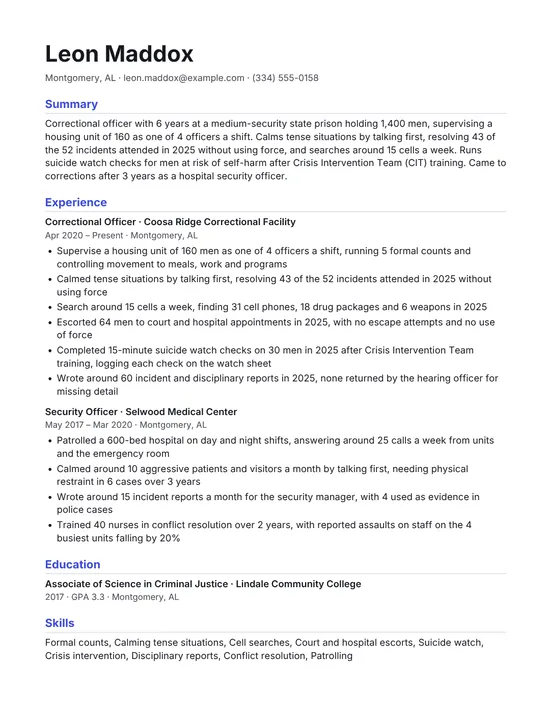 Leon Maddox
Montgomery, AL · leon.maddox@example.com · (334) 555-0158
Summary
Correctional officer with 6 years at a medium-security state prison holding 1,400 men, supervising a
housing unit of 160 as one of 4 officers a shift. Calms tense situations by talking first, resolving 43 of
the 52 incidents attended in 2025 without using force, and searches around 15 cells a week. Runs
suicide watch checks for men at risk of self-harm after Crisis Intervention Team (CIT) training. Came to
corrections after 3 years as a hospital security officer.
Experience
Correctional Officer · Coosa Ridge Correctional Facility
Apr 2020 – Present · Montgomery, AL
• Supervise a housing unit of 160 men as one of 4 officers a shift, running 5 formal counts and
controlling movement to meals, work and programs
• Calmed tense situations by talking first, resolving 43 of the 52 incidents attended in 2025 without
using force
• Search around 15 cells a week, finding 31 cell phones, 18 drug packages and 6 weapons in 2025
• Escorted 64 men to court and hospital appointments in 2025, with no escape attempts and no use
of force
• Completed 15-minute suicide watch checks on 30 men in 2025 after Crisis Intervention Team
training, logging each check on the watch sheet
• Wrote around 60 incident and disciplinary reports in 2025, none returned by the hearing officer for
missing detail
Security Officer · Selwood Medical Center
May 2017 – Mar 2020 · Montgomery, AL
• Patrolled a 600-bed hospital on day and night shifts, answering around 25 calls a week from units
and the emergency room
• Calmed around 10 aggressive patients and visitors a month by talking first, needing physical
restraint in 6 cases over 3 years
• Wrote around 15 incident reports a month for the security manager, with 4 used as evidence in
police cases
• Trained 40 nurses in conflict resolution over 2 years, with reported assaults on staff on the 4
busiest units falling by 20%
Education
Associate of Science in Criminal Justice · Lindale Community College
2017 · GPA 3.3 · Montgomery, AL
Skills
Formal counts, Calming tense situations, Cell searches, Court and hospital escorts, Suicide watch,
Crisis intervention, Disciplinary reports, Conflict resolution, Patrolling